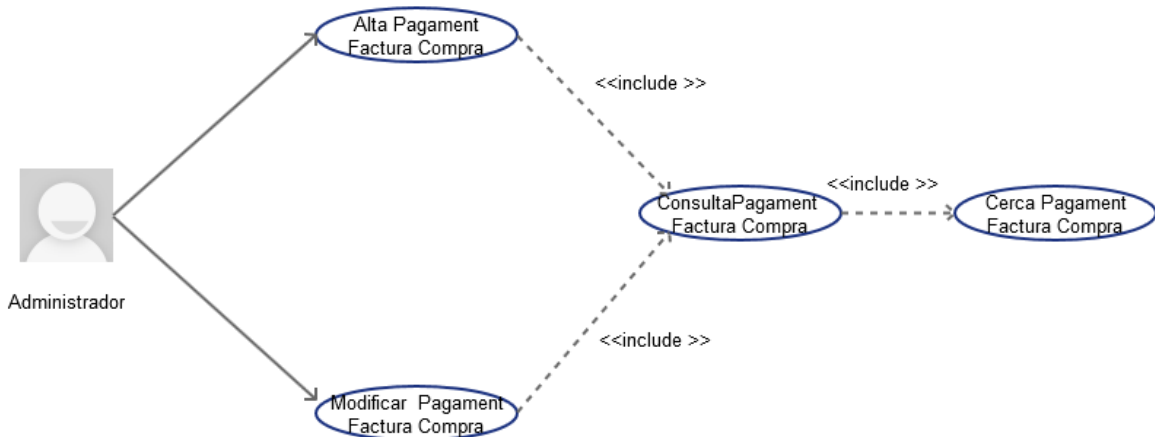 Alta Pagament
Factura Compra
<<include >>
ConsultaPagament
Factura Compra
<<include >>
Cerca Pagament
Factura Compra
Administrador
<<include >>
Modificar  Pagament
Factura Compra